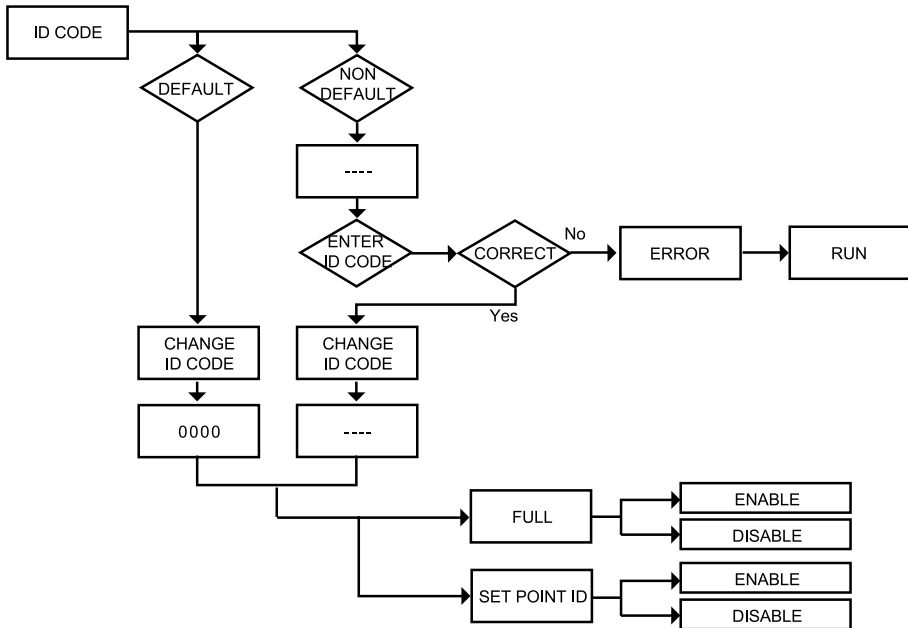 ID CODE
DEFAULT
NON
DEFAULT
----
ENTER
ID CODE
CORRECT
No
ERROR
RUN
Yes
CHANGE
ID CODE
CHANGE
ID CODE
0000
----
FULL
ENABLE
DISABLE
SET POINT ID
ENABLE
DISABLE